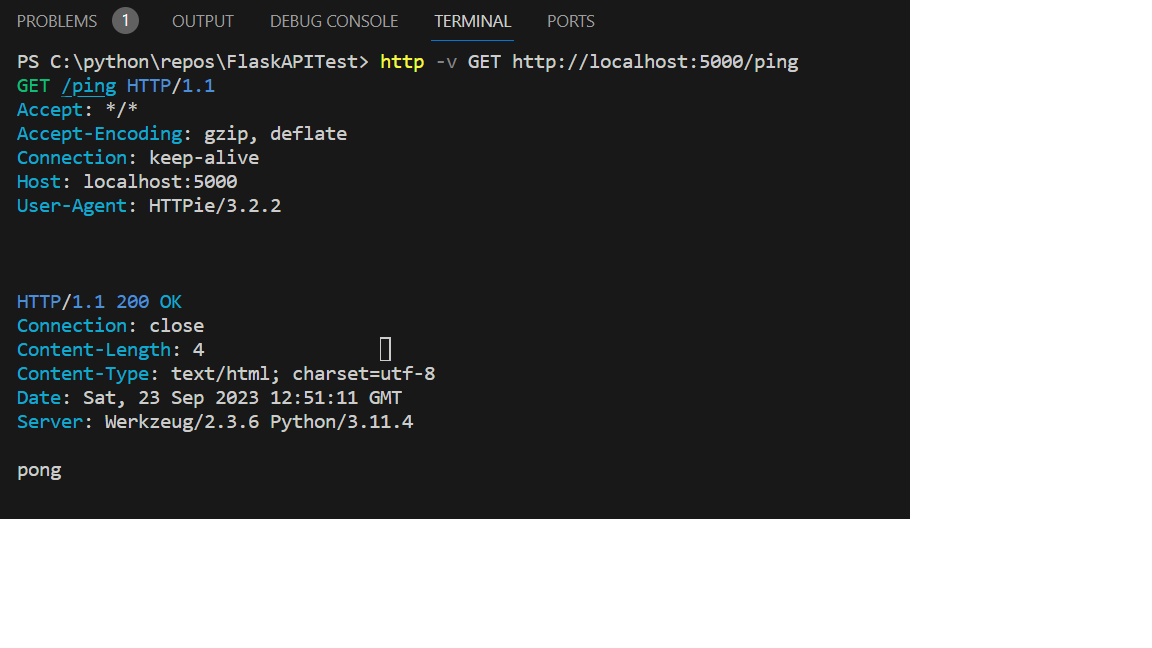 PROBLEMS 1 OUTPUT DEBUG CONSOLE TERMINAL PORTS
PS C:\python\repos\FlaskAPITest> http -v GET http://localhost:5000/ping
GET /ping HTTP/1.1
Accept: */*
Accept-Encoding: gzip, deflate
Connection: keep-alive
Host: localhost:5000
User-Agent: HTTPie/3.2.2
HTTP/1.1 200 OK
Connection: close
Content-Length: 4
Content-Type: text/html; charset=utf-8
Date: Sat, 23 Sep 2023 12:51:11 GMT
Server: Werkzeug/2.3.6 Python/3.11.4
pong